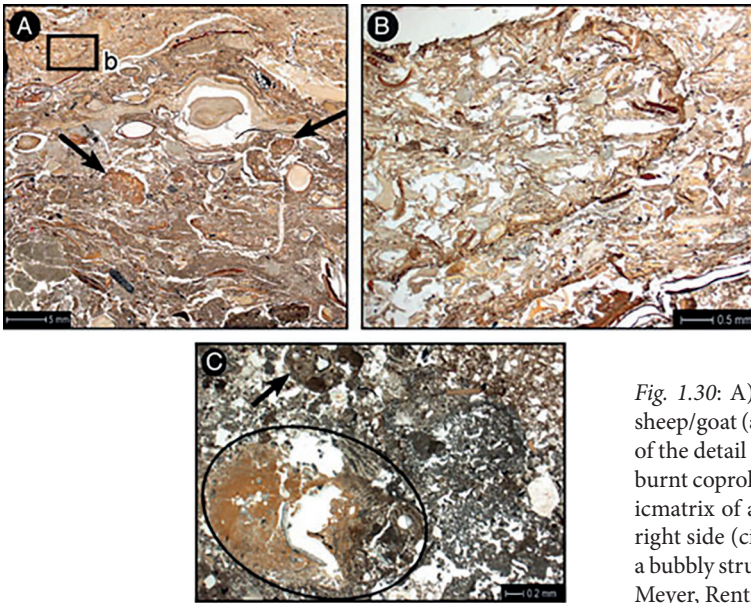 A
b
5 mm
B
0.5 mm
C
0.2 mm
Fig. 1.30: A)
sheep/goat (a
of the detail
burnt coprol
icmatrix of a
right side (ci
a bubbly stru
Meyer, Rent